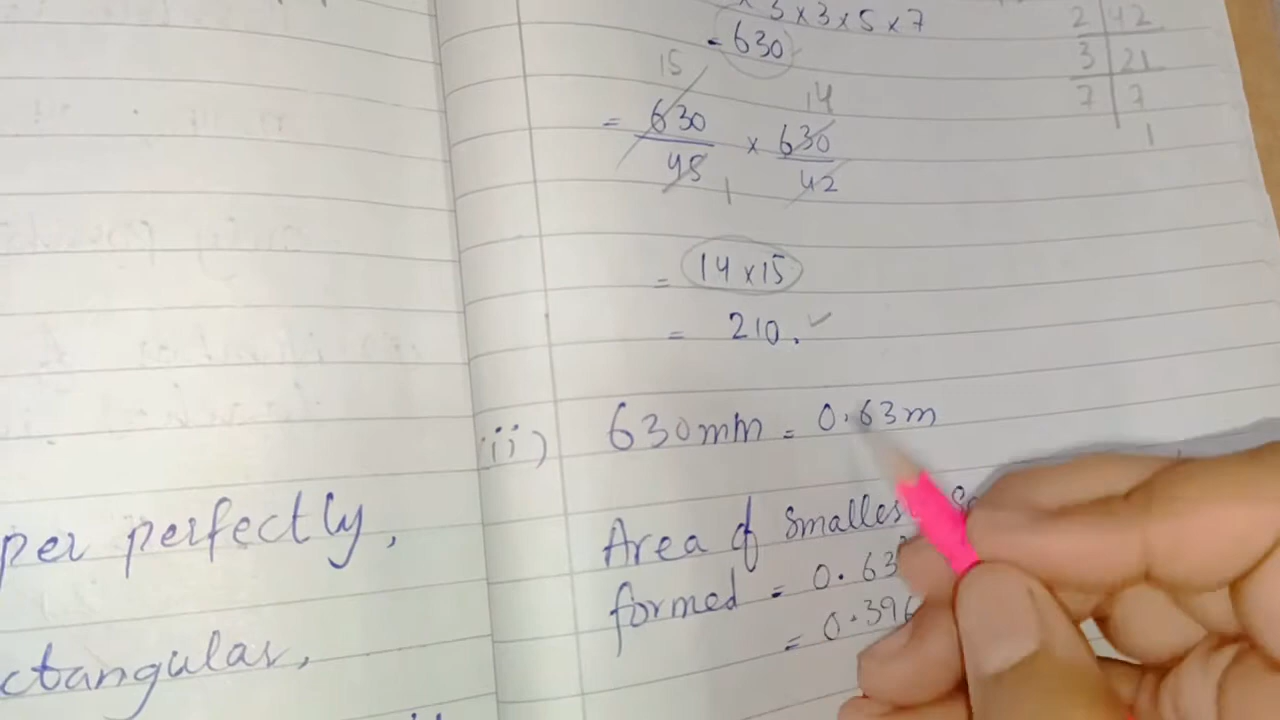 × 3 × 3 × 5 × 7
= 630
2 | 42
3 | 21
7 | 7
1
15 14
= 630/45 × 630/42
1
= 14 × 15
= 210.
ii) 630mm = 0.63m
per perfectly,
Area of smalles
formed = 0.63
= 0.396
ctangular,